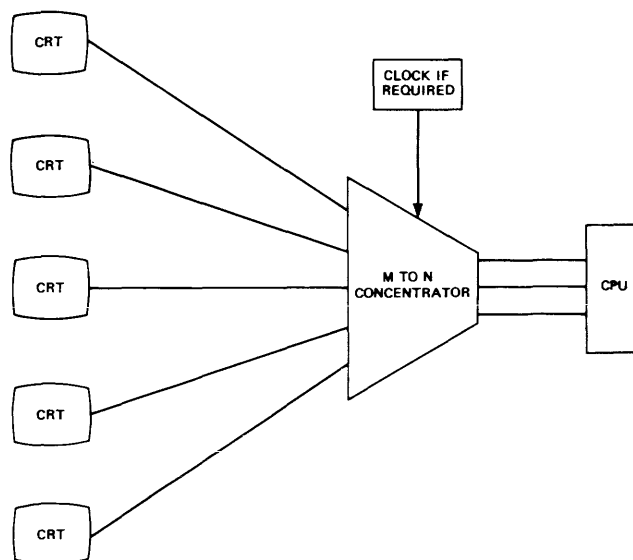 CRT
CLOCK IF
REQUIRED
CRT
CRT
M TO N
CONCENTRATOR
CPU
CRT
CRT